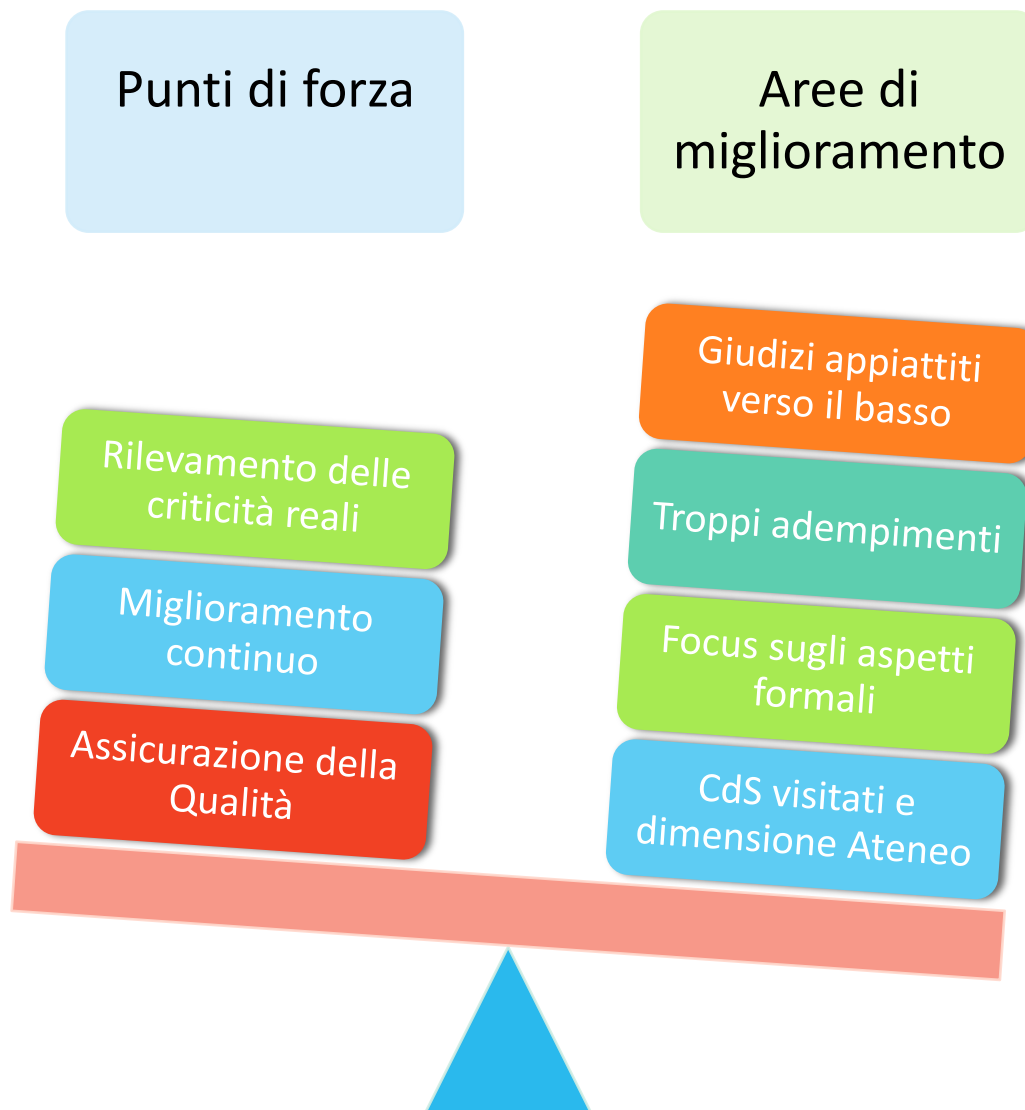 Punti di forza
Aree di
miglioramento
Rilevamento delle
criticità reali
Miglioramento
continuo
Assicurazione della
Qualità
Giudizi appiattiti
verso il basso
Troppi adempimenti
Focus sugli aspetti
formali
CdS visitati e
dimensione Ateneo